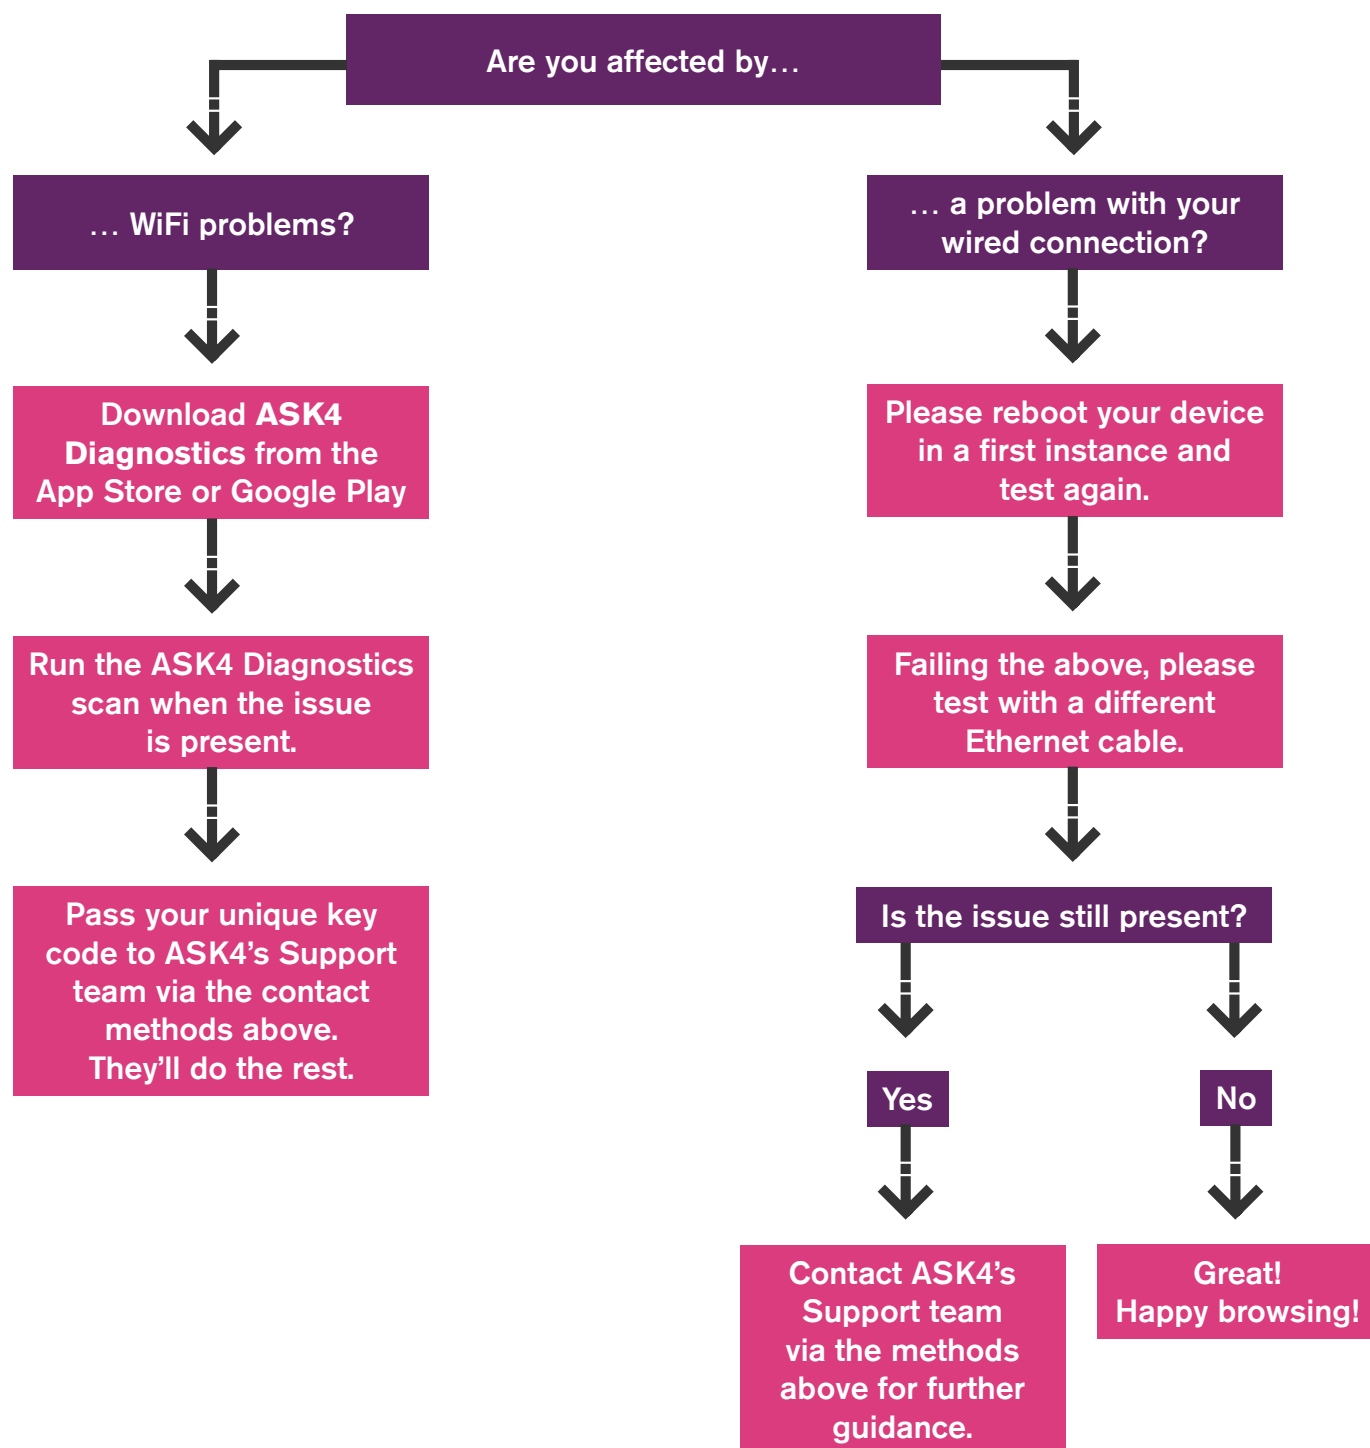 Are you affected by…
… WiFi problems?
Download ASK4
Diagnostics from the
App Store or Google Play
Run the ASK4 Diagnostics
scan when the issue
is present.
Pass your unique key
code to ASK4’s Support
team via the contact
methods above.
They’ll do the rest.
… a problem with your
wired connection?
Please reboot your device
in a first instance and
test again.
Failing the above, please
test with a different
Ethernet cable.
Is the issue still present?
Yes
Contact ASK4’s
Support team
via the methods
above for further
guidance.
No
Great!
Happy browsing!